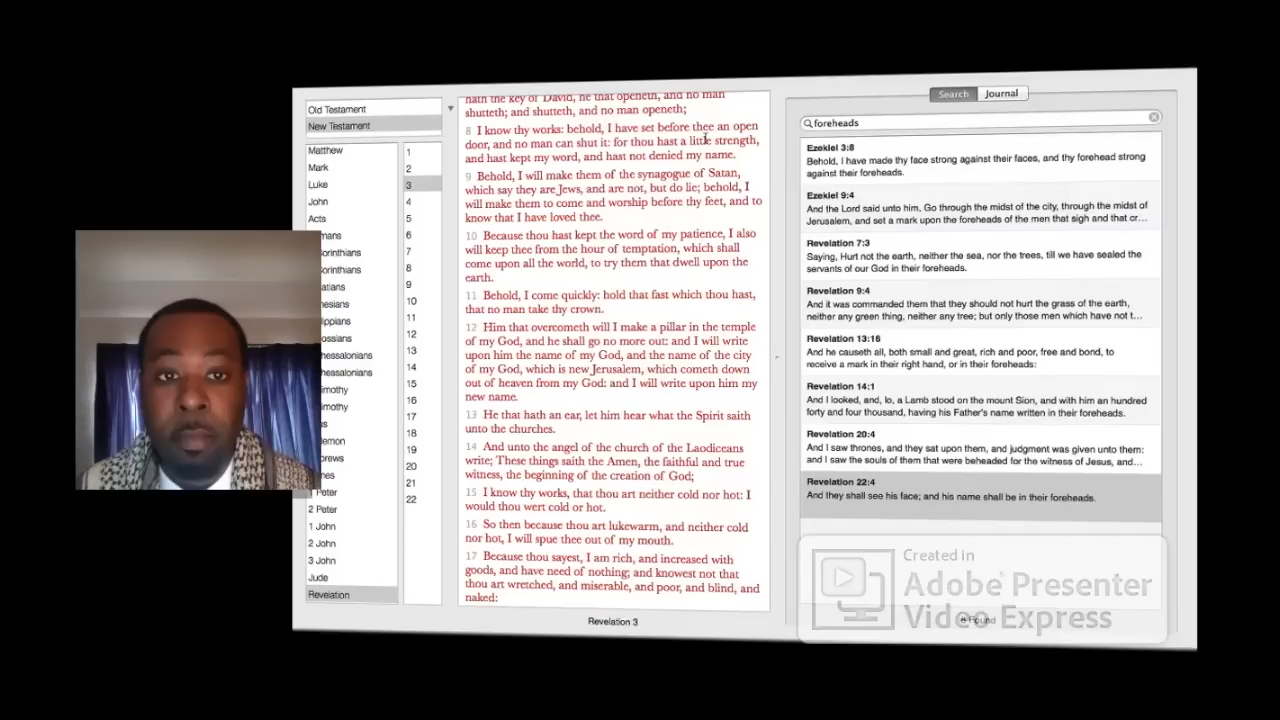 Old Testament
New Testament
Matthew
Mark
Luke
John
Acts
mans
orinthians
orinthians
atians
nesians
ippians
ossians
hessalonians
hessalonians
imothy
imothy
us
lemon
brews
nes
1 Peter
2 Peter
1 John
2 John
3 John
Jude
Revelation
1
2
3
4
5
6
7
8
9
10
11
12
13
14
15
16
17
18
19
20
21
22
hath the key of David, he that openeth, and no man
shutteth; and shutteth, and no man openeth;
8 I know thy works: behold, I have set before thee an open
door, and no man can shut it: for thou hast a little strength,
and hast kept my word, and hast not denied my name.
9 Behold, I will make them of the synagogue of Satan,
which say they are Jews, and are not, but do lie; behold, I
will make them to come and worship before thy feet, and to
know that I have loved thee.
10 Because thou hast kept the word of my patience, I also
will keep thee from the hour of temptation, which shall
come upon all the world, to try them that dwell upon the
earth.
11 Behold, I come quickly: hold that fast which thou hast,
that no man take thy crown.
12 Him that overcometh will I make a pillar in the temple
of my God, and he shall go no more out: and I will write
upon him the name of my God, and the name of the city
of my God, which is new Jerusalem, which cometh down
out of heaven from my God: and I will write upon him my
new name.
13 He that hath an ear, let him hear what the Spirit saith
unto the churches.
14 And unto the angel of the church of the Laodiceans
write; These things saith the Amen, the faithful and true
witness, the beginning of the creation of God;
15 I know thy works, that thou art neither cold nor hot: I
would thou wert cold or hot.
16 So then because thou art lukewarm, and neither cold
nor hot, I will spue thee out of my mouth.
17 Because thou sayest, I am rich, and increased with
goods, and have need of nothing; and knowest not that
thou art wretched, and miserable, and poor, and blind, and
naked:
Revelation 3
Search Journal
foreheads
Ezekiel 3:8
Behold, I have made thy face strong against their faces, and thy forehead strong
against their foreheads.
Ezekiel 9:4
And the Lord said unto him, Go through the midst of the city, through the midst of
Jerusalem, and set a mark upon the foreheads of the men that sigh and that cr...
Revelation 7:3
Saying, Hurt not the earth, neither the sea, nor the trees, till we have sealed the
servants of our God in their foreheads.
Revelation 9:4
And it was commanded them that they should not hurt the grass of the earth,
neither any green thing, neither any tree; but only those men which have not t...
Revelation 13:16
And he causeth all, both small and great, rich and poor, free and bond, to
receive a mark in their right hand, or in their foreheads:
Revelation 14:1
And I looked, and, lo, a Lamb stood on the mount Sion, and with him an hundred
forty and four thousand, having his Father's name written in their foreheads.
Revelation 20:4
And I saw thrones, and they sat upon them, and judgment was given unto them:
and I saw the souls of them that were beheaded for the witness of Jesus, and...
Revelation 22:4
And they shall see his face; and his name shall be in their foreheads.
8 Found
Created in
Adobe Presenter
Video Express